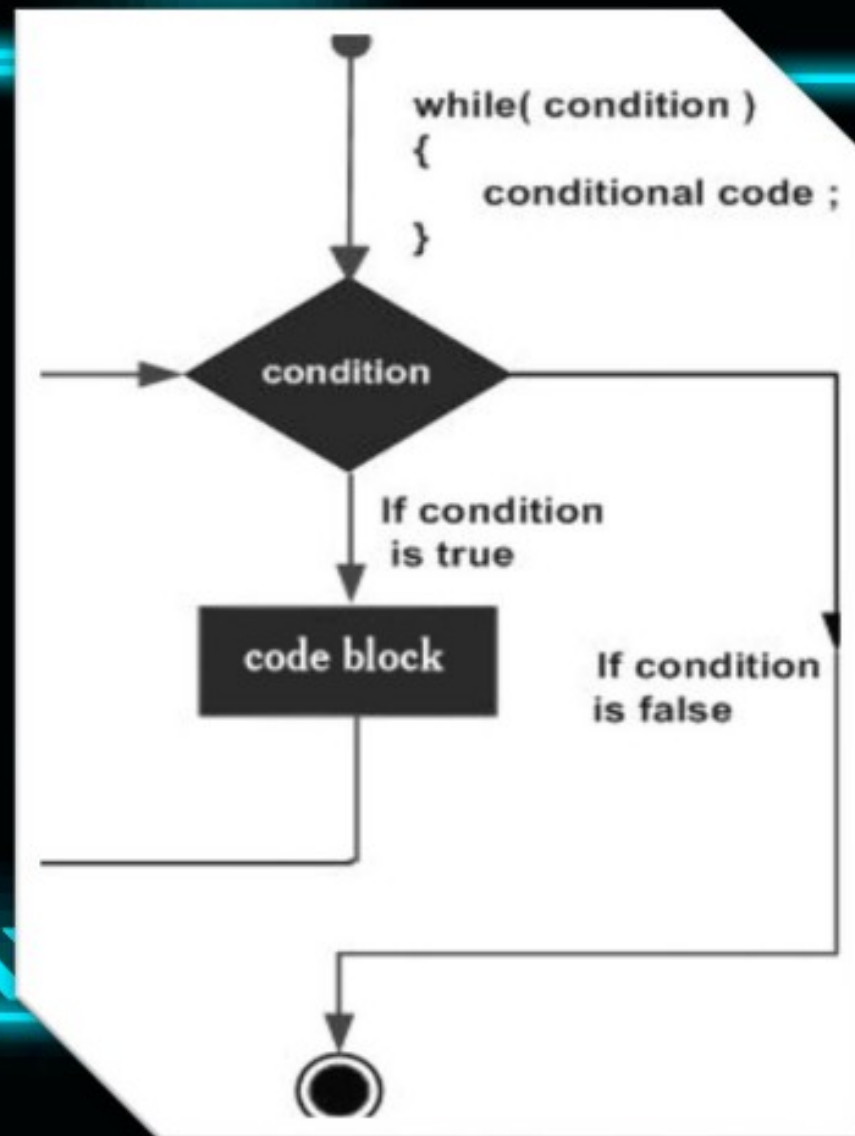 while( condition )
{
conditional code ;
}
condition
If condition
is true
code block
If condition
is false